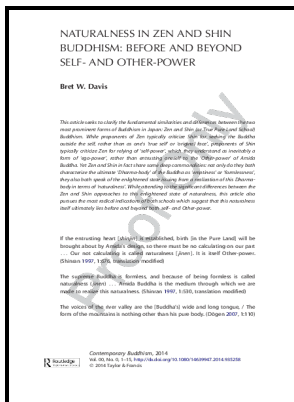 NATURALNESS IN ZEN AND SHIN
BUDDHISM: BEFORE AND BEYOND
SELF- AND OTHER-POWER
Bret W. Davis
This article seeks to clarify the fundamental similarities and differences between the two
most prominent forms of Buddhism in Japan: Zen and Shin (or True Pure Land School)
Buddhism. While proponents of Zen typically criticize Shin for seeking the Buddha
outside the self, rather than as one's 'true self' or 'original face', proponents of Shin
typically criticize Zen for relying on 'self-power', which they understand as inevitably a
form of 'ego-power', rather than entrusting oneself to the 'Other-power' of Amida
Buddha. Yet Zen and Shin in fact share some deep commonalities: not only do they both
characterize the ultimate 'Dharma-body' of the Buddha as 'emptiness' or 'formlessness',
they also both speak of the enlightened state issuing from a realization of this Dharma-
body in terms of 'naturalness'. While attending to the significant differences between the
Zen and Shin approaches to this enlightened state of naturalness, this article also
pursues the most radical indications of both schools which suggest that this naturalness
itself ultimately lies before and beyond both self- and Other-power.
If the entrusting heart [shinjin] is established, birth [in the Pure Land] will be
brought about by Amida's design, so there must be no calculating on our part
.... Our not calculating is called naturalness [jinen]. It is itself Other-power.
(Shinran 1997, 1:676, translation modified)
The supreme Buddha is formless, and because of being formless is called
naturalness (jinen) .... Amida Buddha is the medium through which we are
made to realize this naturalness. (Shinran 1997, 1:530, translation modified)
The voices of the river valley are the [Buddha's] wide and long tongue, / The
form of the mountains is nothing other than his pure body. (Dōgen 2007, 1:110)
Proof Only
Routledge
Taylor & Francis Group
Contemporary Buddhism, 2014
Vol. 00, No. 0, 1–15, http://dx.doi.org/10.1080/14639947.2014.935258
© 2014 Taylor & Francis